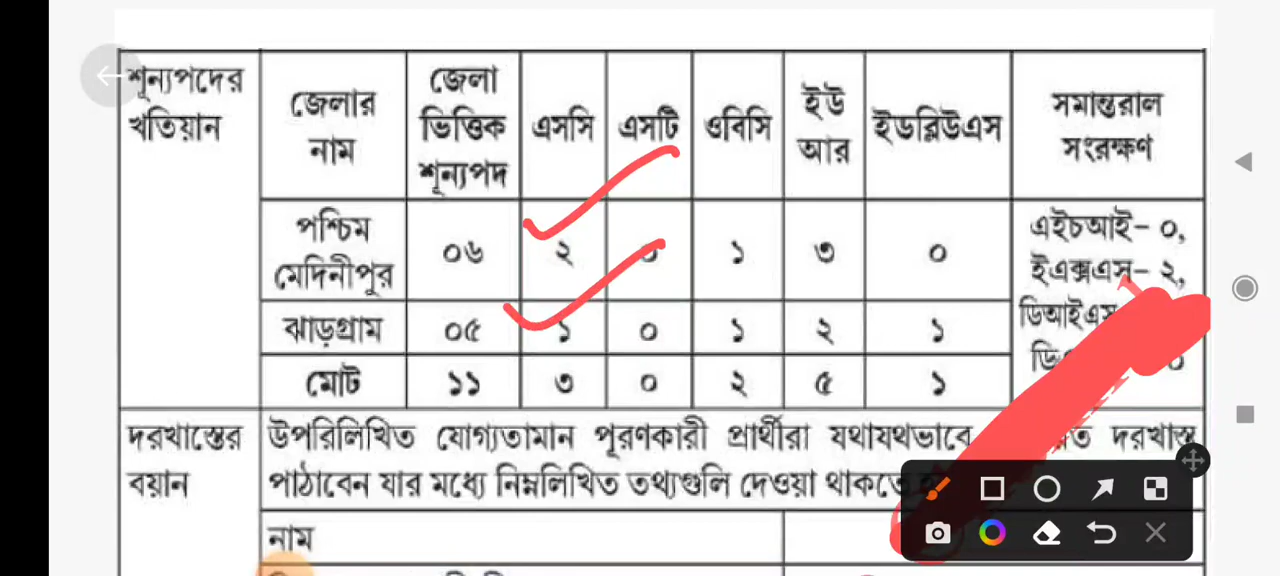 শূন্যপদের
খতিয়ান
জেলার
নাম
জেলা
ভিত্তিক
শূন্যপদ
এসসি
এসটি
ওবিসি
ইউ
আর
ইডব্লিউএস
সমান্তরাল
সংরক্ষণ
পশ্চিম
মেদিনীপুর
০৬
২
০
১
৩
০
এইচআই- ০,
ইএক্সএস- ২,
ডিআইএস
ঝাড়গ্রাম
০৫
১
০
১
২
১
মোট
১১
৩
০
২
৫
১
দরখাস্তের
বয়ান
উপরিলিখিত যোগ্যতামান পূরণকারী প্রার্থীরা যথাযথভাবে দরখাস্ত
পাঠাবেন যার মধ্যে নিম্নলিখিত তথ্যগুলি দেওয়া থাকতে
নাম